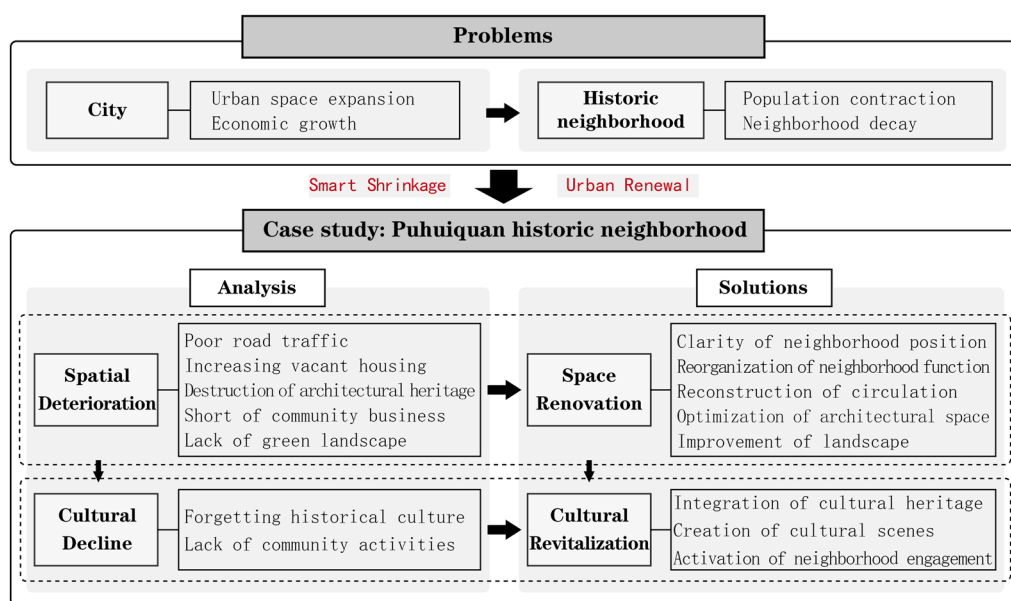 Problems
City
Urban space expansion
Economic growth
Historic
neighborhood
Population contraction
Neighborhood decay
Smart Shrinkage
Urban Renewal
Case study: Puhuiquan historic neighborhood
Analysis
Solutions
Spatial
Deterioration
Poor road traffic
Increasing vacant housing
Destruction of architectural heritage
Short of community business
Lack of green landscape
Space
Renovation
Clarity of neighborhood position
Reorganization of neighborhood function
Reconstruction of circulation
Optimization of architectural space
Improvement of landscape
Cultural
Decline
Forgetting historical culture
Lack of community activities
Cultural
Revitalization
Integration of cultural heritage
Creation of cultural scenes
Activation of neighborhood engagement